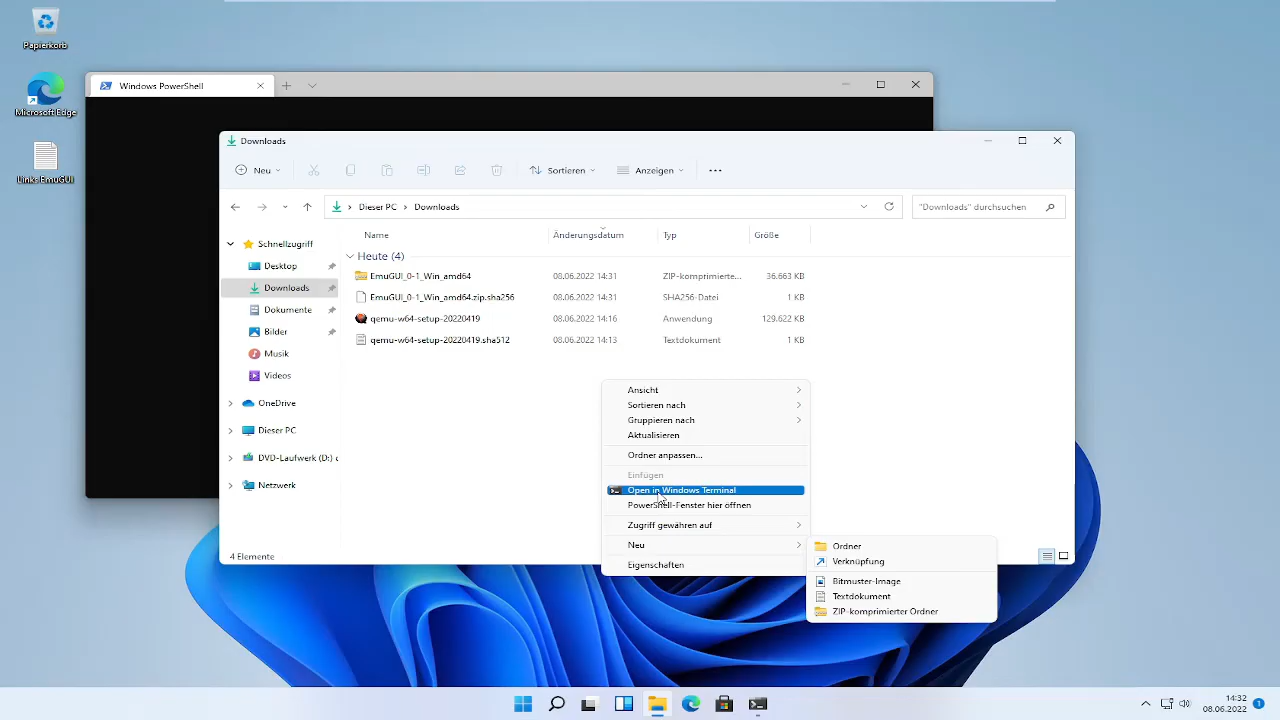 Papierkorb
Microsoft Edge
Links EmuGUI
Windows PowerShell
Downloads
Neu
Sortieren
Anzeigen
Dieser PC > Downloads
"Downloads" durchsuchen
Name Änderungsdatum Typ Größe
Schnellzugriff
Desktop
Downloads
Dokumente
Bilder
Musik
Videos
OneDrive
Dieser PC
DVD-Laufwerk (D:) c
Netzwerk
Heute (4)
EmuGUI_0-1_Win_amd64 08.06.2022 14:31 ZIP-komprimierte... 36.663 KB
EmuGUI_0-1_Win_amd64.zip.sha256 08.06.2022 14:31 SHA256-Datei 1 KB
qemu-w64-setup-20220419 08.06.2022 14:16 Anwendung 129.622 KB
qemu-w64-setup-20220419.sha512 08.06.2022 14:13 Textdokument 1 KB
Ansicht
Sortieren nach
Gruppieren nach
Aktualisieren
Ordner anpassen...
Einfügen
Open in Windows Terminal
PowerShell-Fenster hier öffnen
Zugriff gewähren auf
Neu
Eigenschaften
Ordner
Verknüpfung
Bitmuster-Image
Textdokument
ZIP-komprimierter Ordner
4 Elemente
14:32
08.06.2022
1